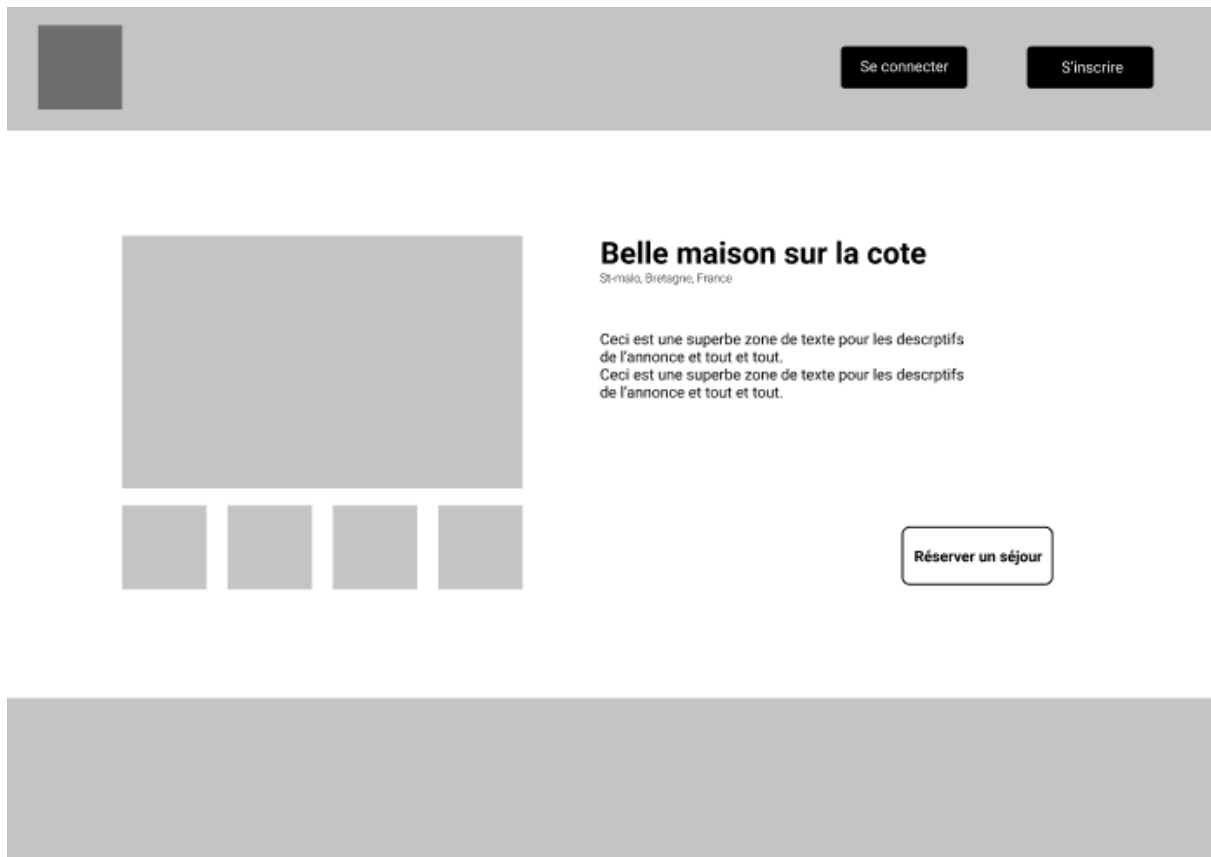 Se connecter
S'inscrire
Belle maison sur la cote
St-malo, Bretagne, France
Ceci est une superbe zone de texte pour les descrptifs
de l'annonce et tout et tout.
Ceci est une superbe zone de texte pour les descrptifs
de l'annonce et tout et tout.
Réserver un séjour